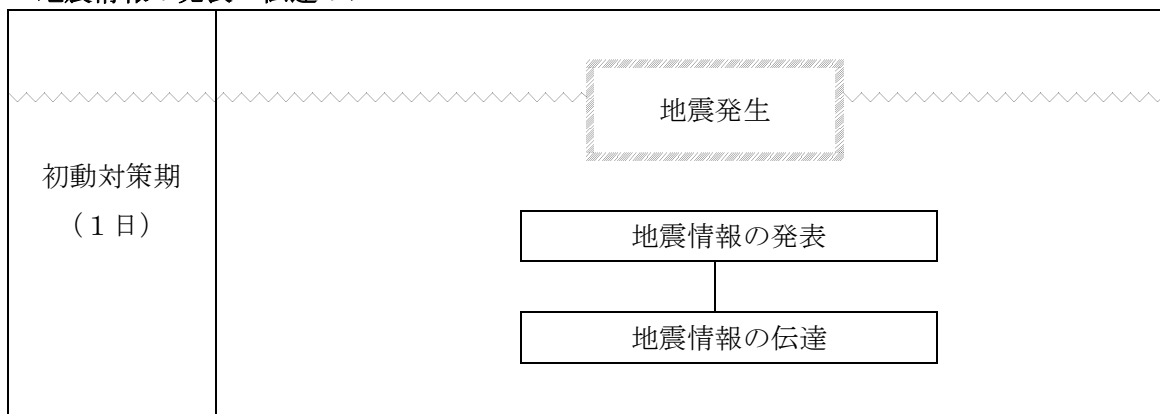 地震発生
初動対策期
（１日）
地震情報の発表
地震情報の伝達